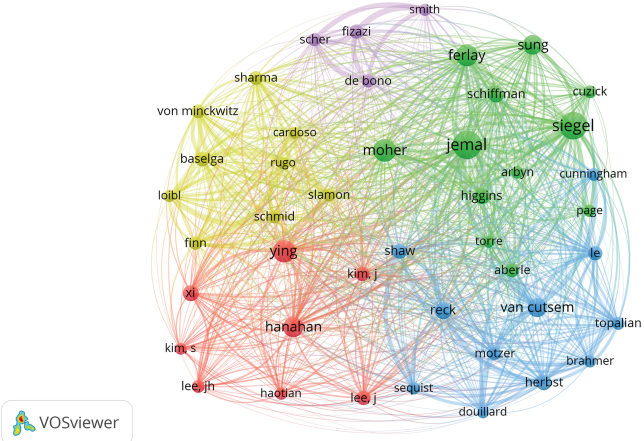 smith
fizazi
scher
sung
ferlay
sharma
de bono
schiffman
cuzick
von minckwitz
siegel
cardoso
jemal
moher
baselga
rugo
arbyn
cunningham
loibl
slamon
higgins
page
schmid
finn
torre
ying
shaw
le
kim, j
aberle
xi
reck
van cutsem
hanahan
topalian
kim, s
motzer
brahmer
lee, jh
haotian
lee, j
sequist
herbst
douillard
VOSviewer